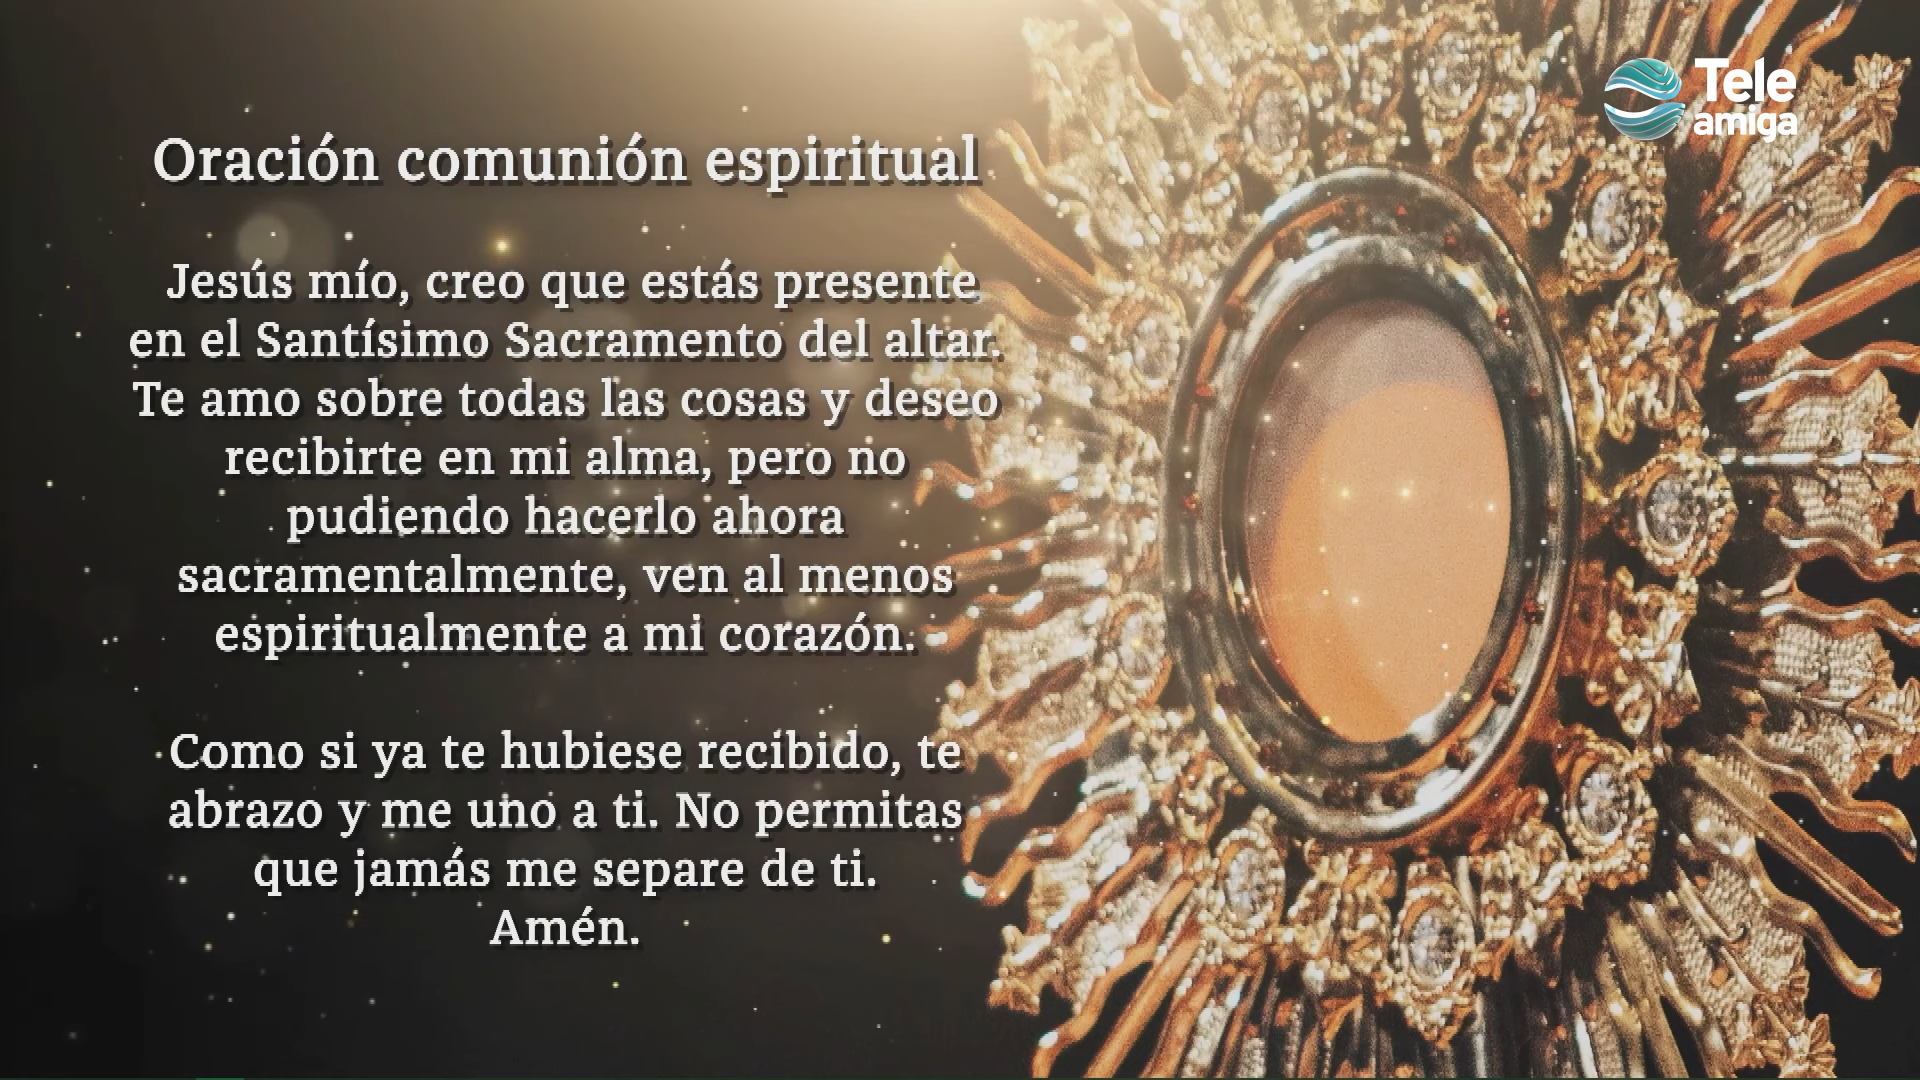 Tele
amiga
Oración comunión espiritual
Jesús mío, creo que estás presente
en el Santísimo Sacramento del altar.
Te amo sobre todas las cosas y deseo
recibirte en mi alma, pero no
pudiendo hacerlo ahora
sacramentalmente, ven al menos
espiritualmente a mi corazón.
Como si ya te hubiese recibido, te
abrazo y me uno a ti. No permitas
que jamás me separe de ti.
Amén.